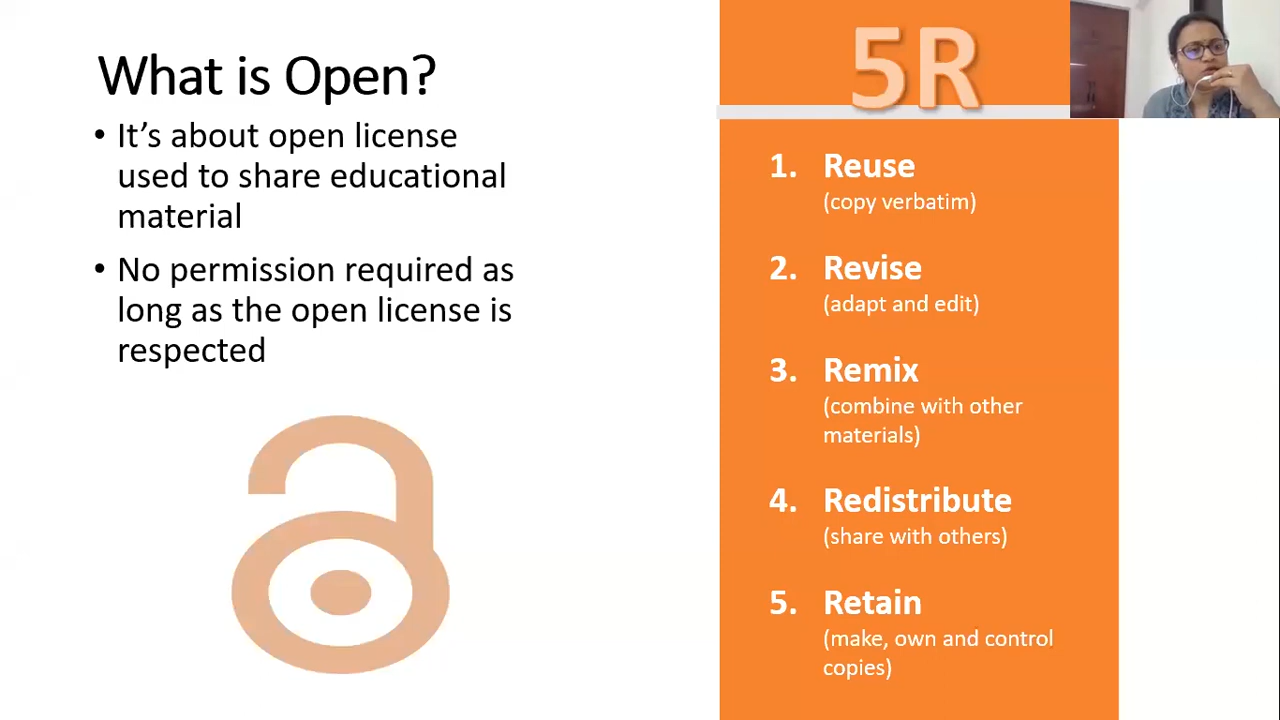 What is Open?
• It’s about open license
used to share educational
material
• No permission required as
long as the open license is
respected
5R
1. Reuse
(copy verbatim)
2. Revise
(adapt and edit)
3. Remix
(combine with other
materials)
4. Redistribute
(share with others)
5. Retain
(make, own and control
copies)